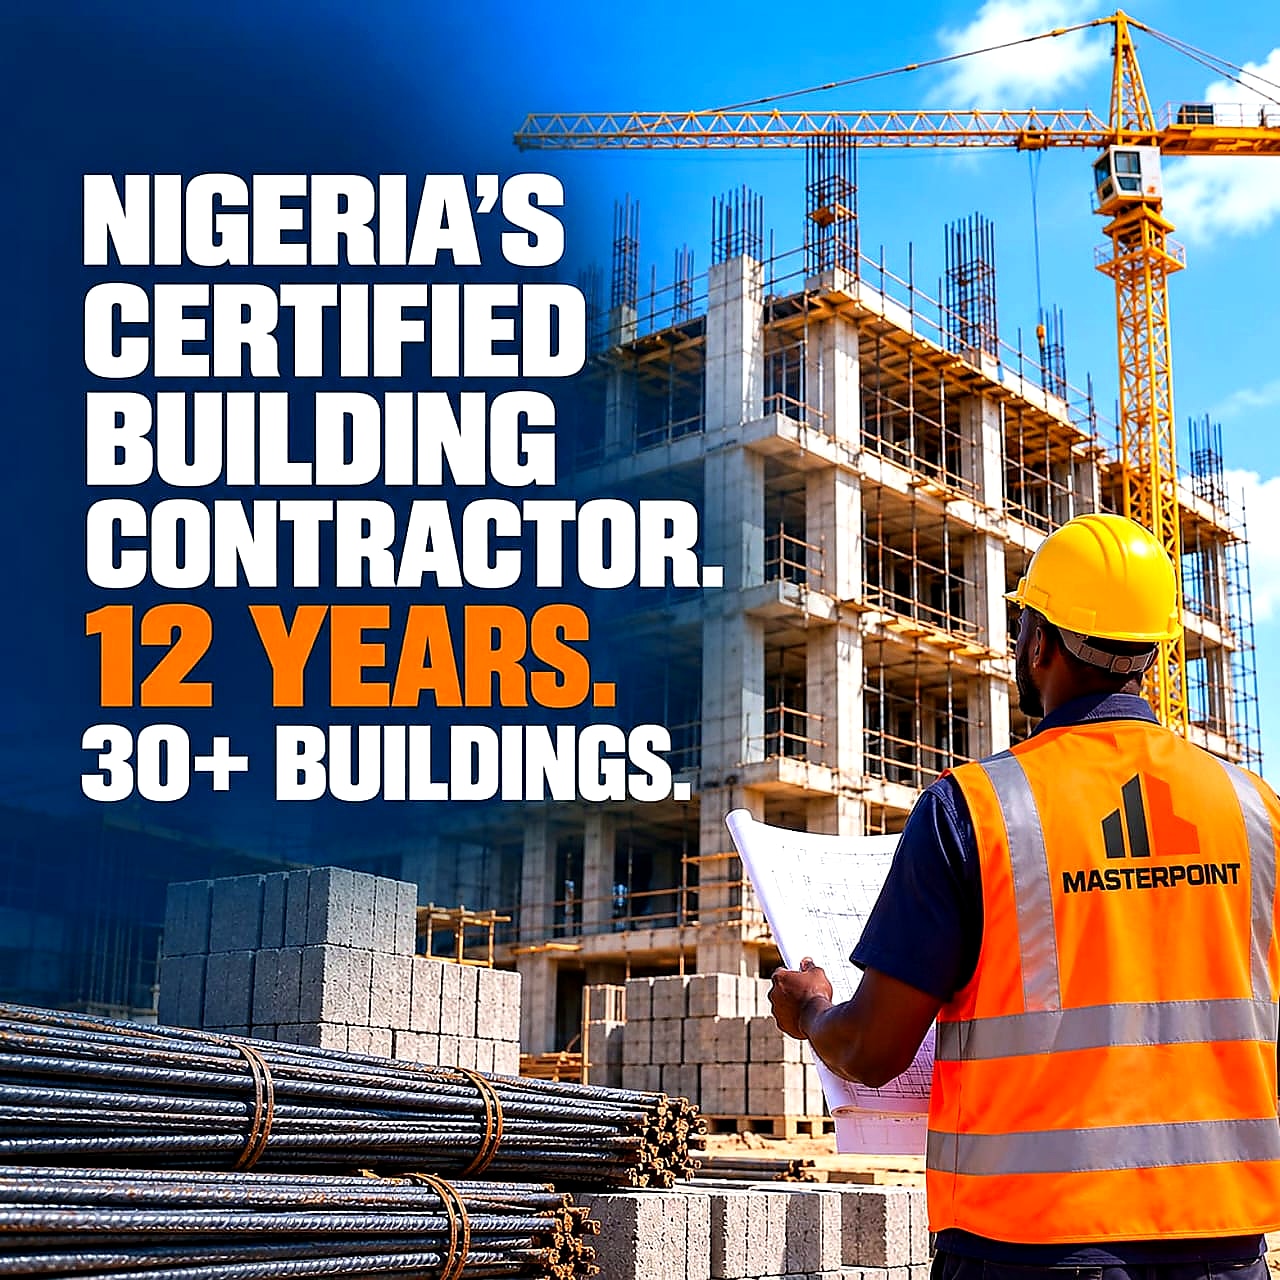 NIGERIA'S
CERTIFIED
BUILDING
CONTRACTOR.
12 YEARS.
30+ BUILDINGS.
MASTERPOINT